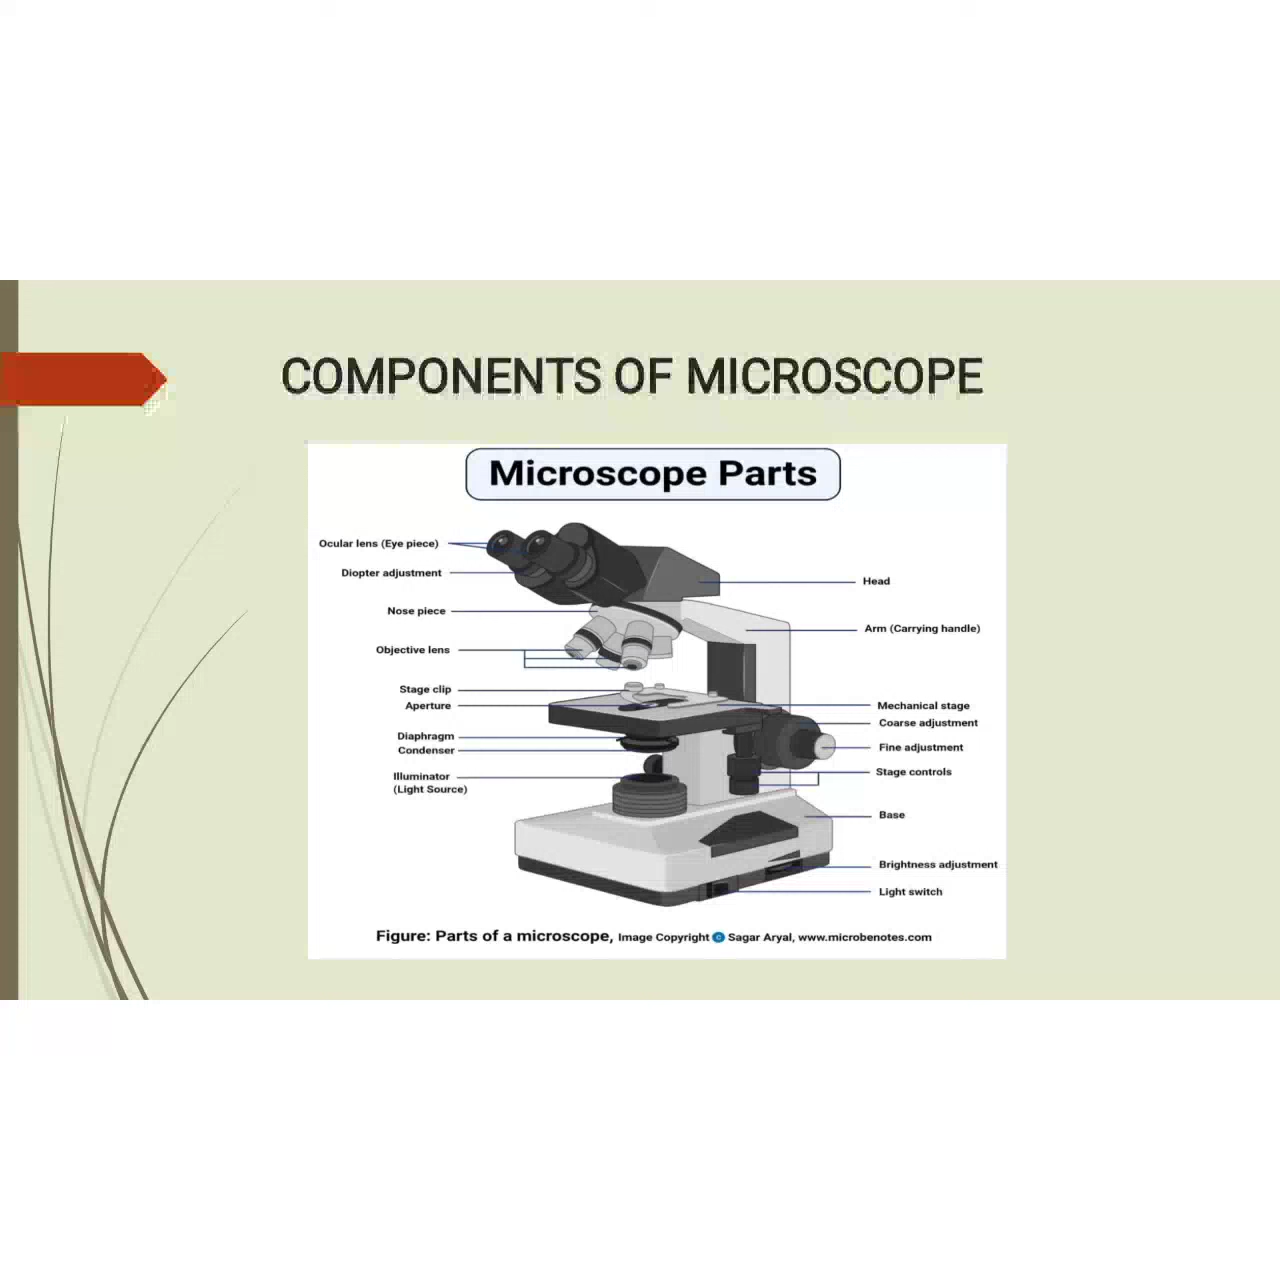 COMPONENTS OF MICROSCOPE
Microscope Parts
Ocular lens (Eye piece)
Diopter adjustment
Nose piece
Objective lens
Stage clip
Aperture
Diaphragm
Condenser
Illuminator
(Light Source)
Head
Arm (Carrying handle)
Mechanical stage
Coarse adjustment
Fine adjustment
Stage controls
Base
Brightness adjustment
Light switch
Figure: Parts of a microscope, Image Copyright © Sagar Aryal, www.microbenotes.com